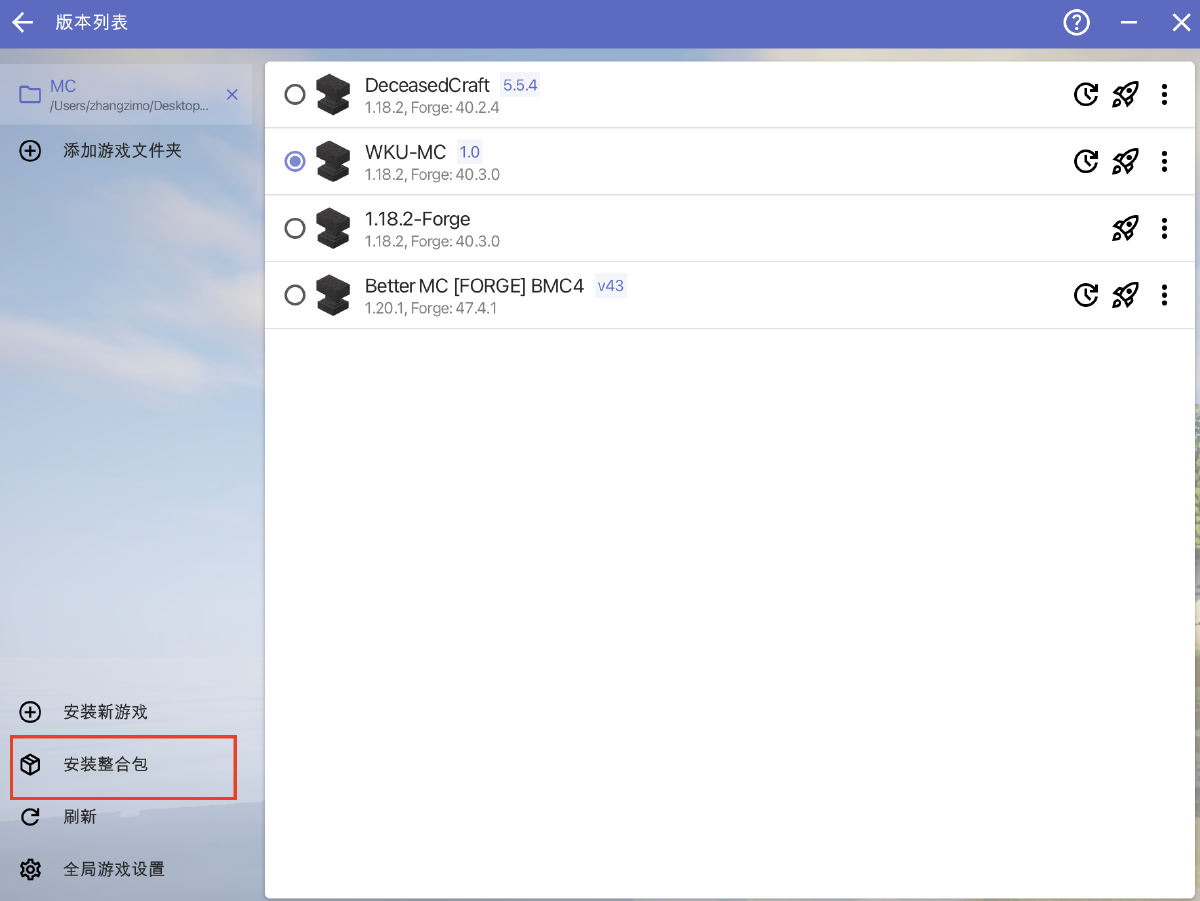 版本列表
MC
/Users/zhangzimo/Desktop...
添加游戏文件夹
DeceasedCraft 5.5.4
1.18.2, Forge: 40.2.4
WKU-MC 1.0
1.18.2, Forge: 40.3.0
1.18.2-Forge
1.18.2, Forge: 40.3.0
Better MC [FORGE] BMC4 v43
1.20.1, Forge: 47.4.1
安装新游戏
安装整合包
刷新
全局游戏设置